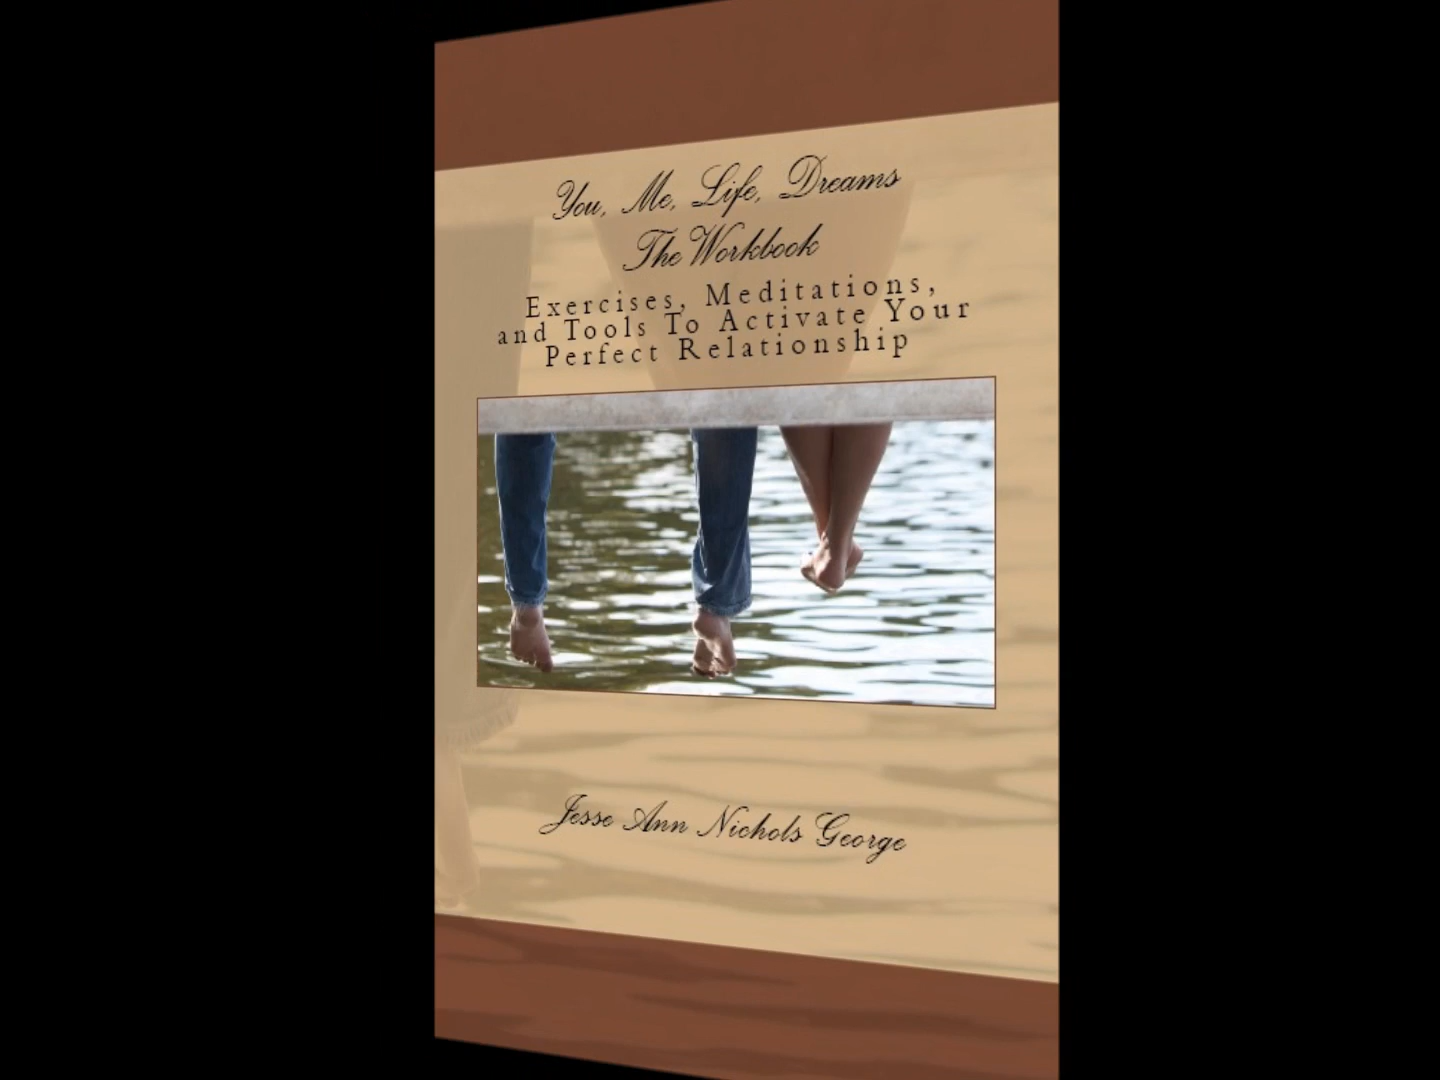 You, Me, Life, Dreams
The Workbook
Exercises, Meditations,
and Tools To Activate Your
Perfect Relationship
Jesse Ann Nichols George